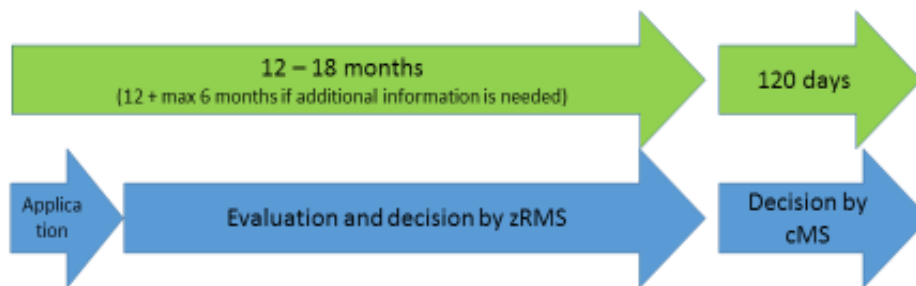 12 – 18 months
(12 + max 6 months if additional information is needed)
120 days
Applica
tion
Evaluation and decision by zRMS
Decision by
cMS